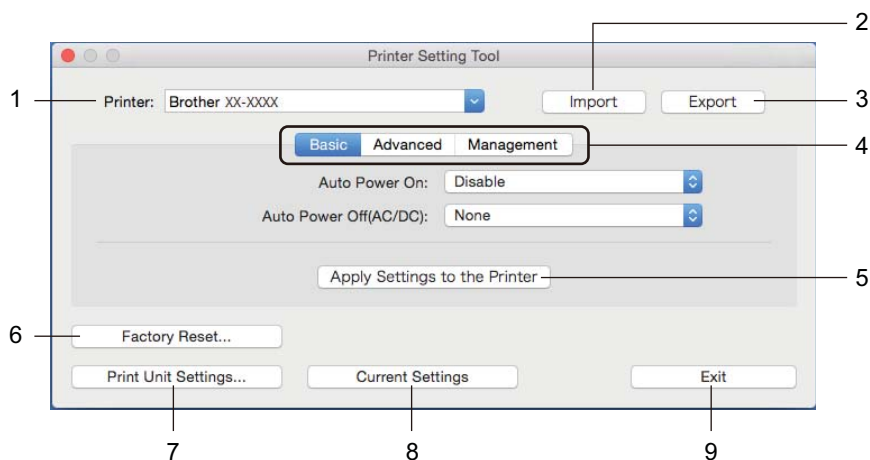 2
Printer Setting Tool
1
Printer: Brother XX-XXXX
Import
Export
3
Basic
Advanced
Management
4
Auto Power On: Disable
Auto Power Off(AC/DC): None
Apply Settings to the Printer
5
6
Factory Reset...
Print Unit Settings...
Current Settings
Exit
7
8
9